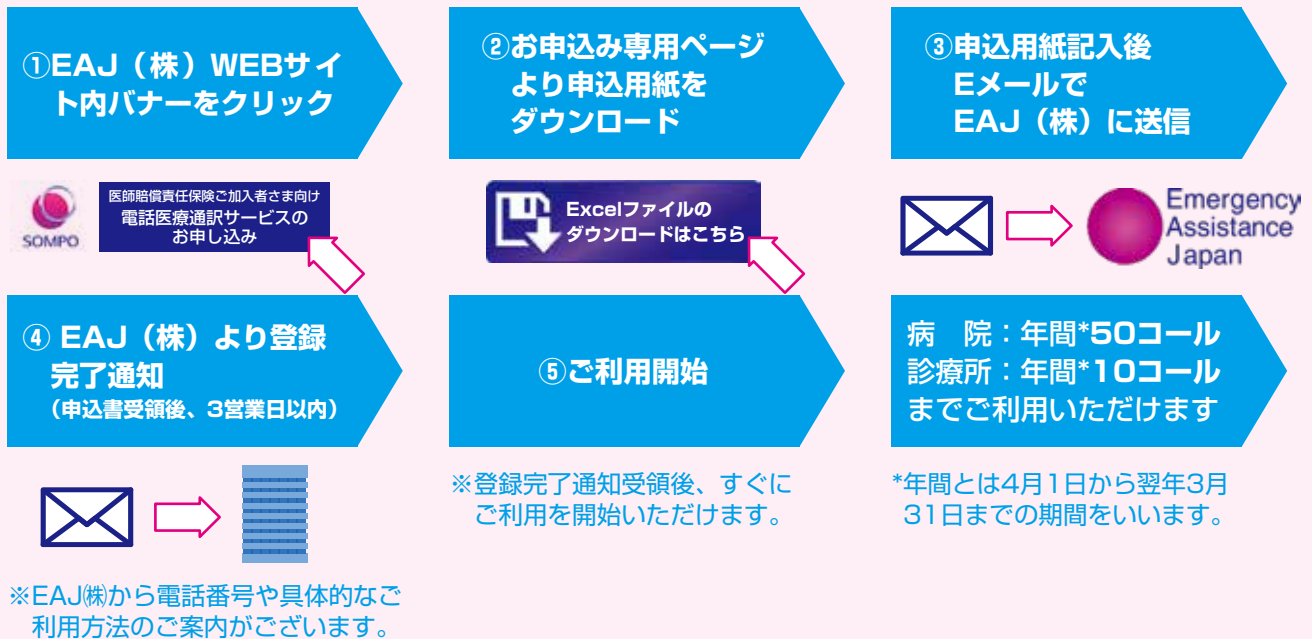 ①EAJ（株）WEBサイ
ト内バナーをクリック
②お申込み専用ページ
より申込用紙を
ダウンロード
③申込用紙記入後
Eメールで
EAJ（株）に送信
SOMPO
医師賠償責任保険ご加入者さま向け
電話医療通訳サービスの
お申し込み
Excelファイルの
ダウンロードはこちら
Emergency
Assistance
Japan
④ EAJ（株）より登録
完了通知
（申込書受領後、3営業日以内）
⑤ご利用開始
病　院：年間*50コール
診療所：年間*10コール
までご利用いただけます
※登録完了通知受領後、すぐに
ご利用を開始いただけます。
*年間とは4月1日から翌年3月
31日までの期間をいいます。
※EAJ㈱から電話番号や具体的なご
利用方法のご案内がございます。